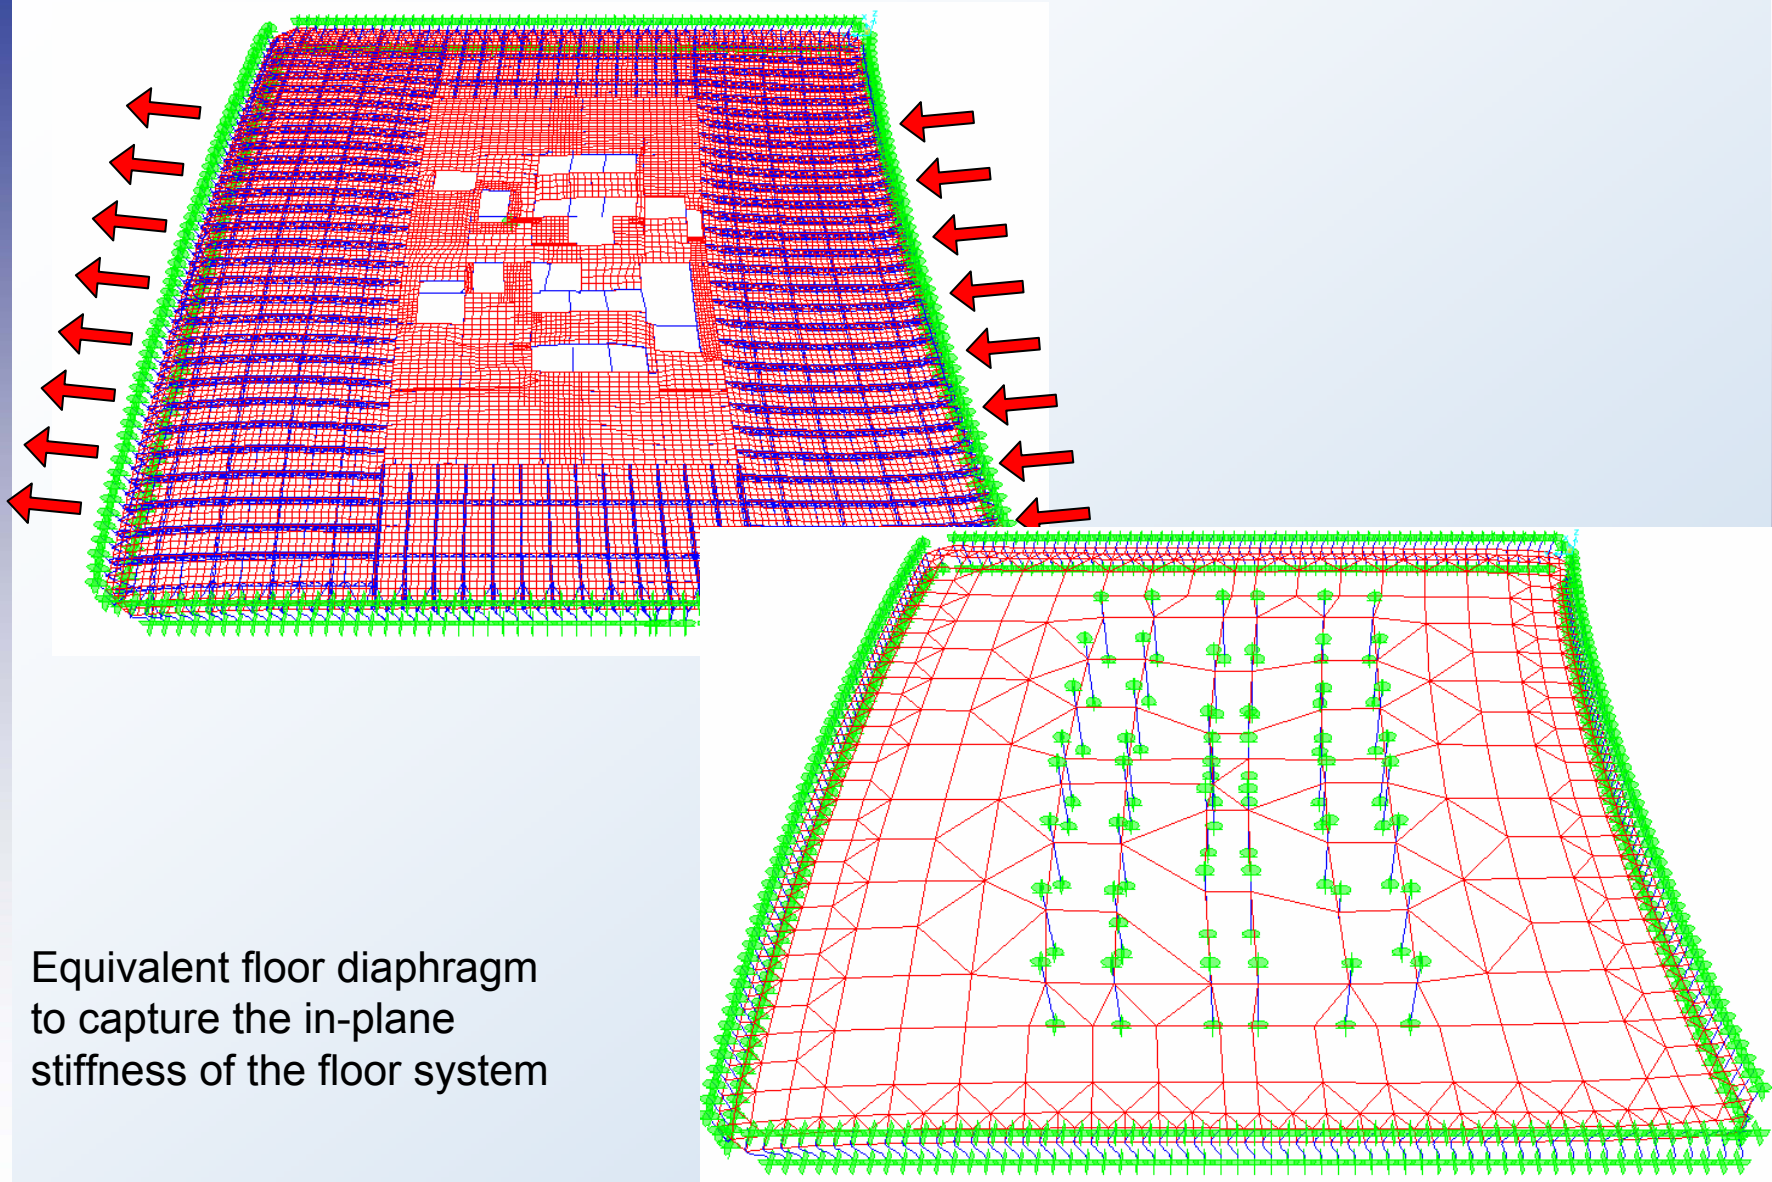 Equivalent floor diaphragm
to capture the in-plane
stiffness of the floor system